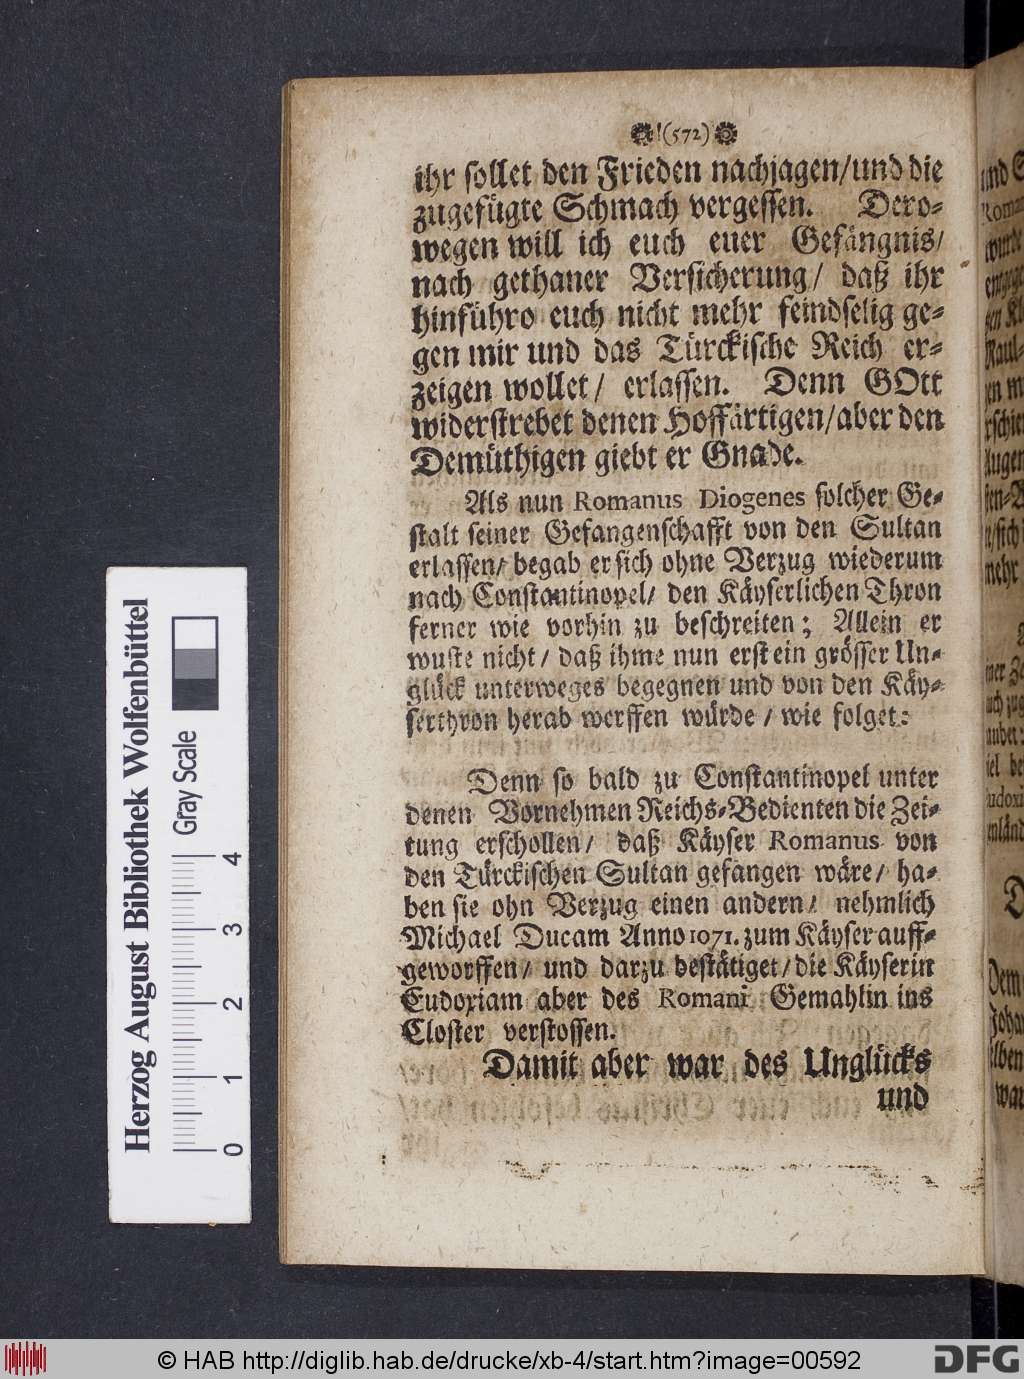 !(572)
ihr sollet den Frieden nachjagen/und die
zugefügte Schmach vergessen. Dero-
wegen will ich euch euer Gefängnis/
nach gethaner Versicherung/ daß ihr
hinführo euch nicht mehr feindselig ge-
gen mir und das Türckische Reich er-
zeigen wollet/ erlassen. Denn GOtt
widerstrebet denen Hoffärtigen/aber den
Demüthigen giebt er Gnade.
Als nun Romanus Diogenes solcher Ge-
stalt seiner Gefangenschafft von den Sultan
erlassen/ begab er sich ohne Verzug wiederum
nach Constantinopel/ den Käyserlichen Thron
ferner wie vorhin zu beschreiten; Allein er
wuste nicht/ daß ihme nun erst ein grösser Un-
glück unterweges begegnen und von den Käy-
serthron herab werffen würde/ wie folget:
Denn so bald zu Constantinopel unter
denen Vornehmen Reichs-Bedienten die Zei-
tung erschollen/ daß Käyser Romanus von
den Türckischen Sultan gefangen wäre/ ha-
ben sie ohn Verzug einen andern/ nehmlich
Michael Ducam Anno 1071. zum Käyser auff-
geworffen/ und darzu bestätiget/die Käyserin
Eudoxiam aber des Romani Gemahlin ins
Closter verstossen.
Damit aber war des Unglücks
und
Herzog August Bibliothek Wolfenbüttel
Gray Scale
0 1 2 3 4
© HAB http://diglib.hab.de/drucke/xb-4/start.htm?image=00592
DFG